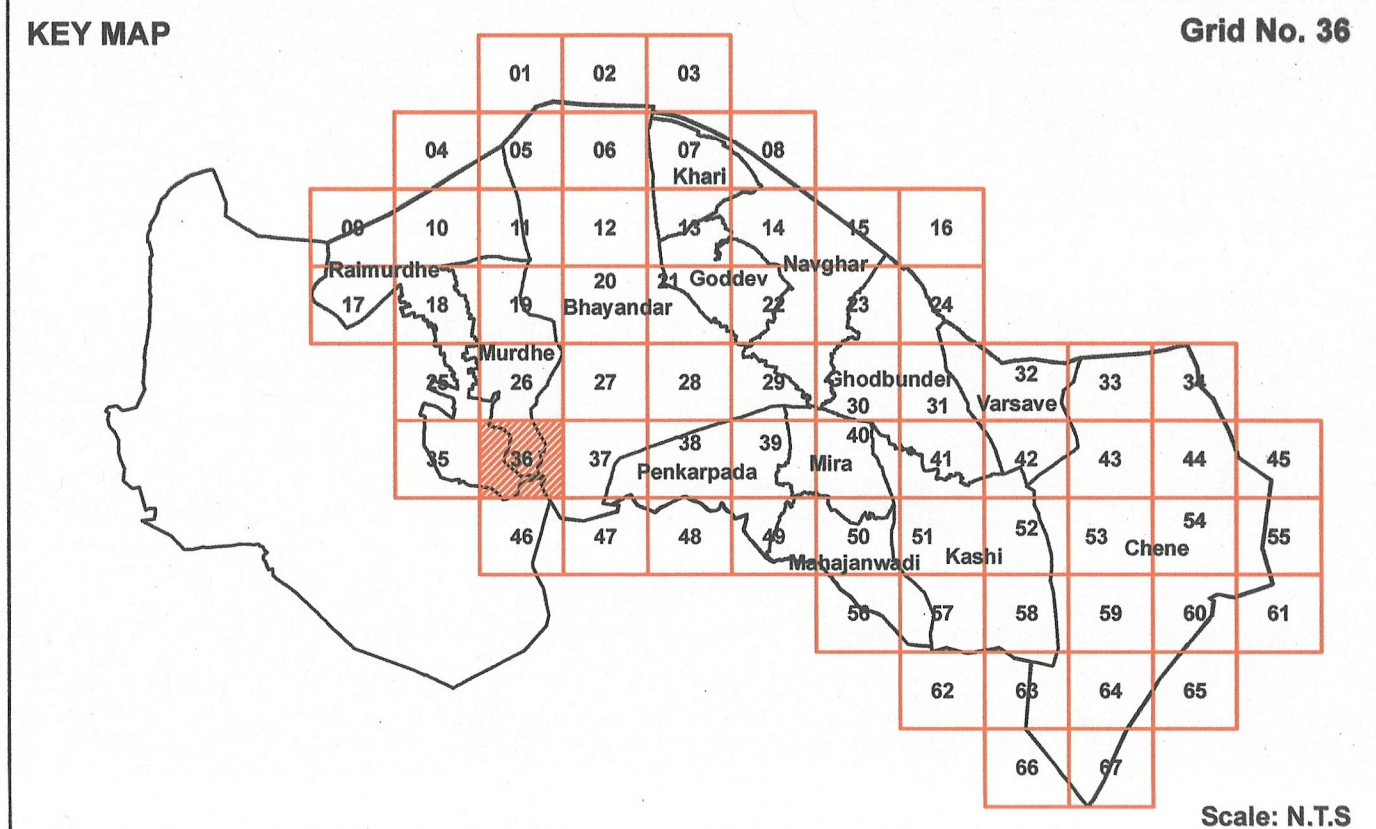 KEY MAP
Grid No. 36
01 02 03
04 05 06 07 08
Khari
09 10 11 12 13 14 15 16
Navghar
Raimurdhe
Goddev
20 21
17 18 19 22 23 24
Bhayandar
Murdhe
32
25 26 27 28 29 Ghodbunder 33 34
30 31 Varsave
40
38 39
35 36 37 41 42 43 44 45
Penkarpada Mira
54
52
46 47 48 49 50 51 53 55
Chene
Kashi
Mahajanwadi
56 57 58 59 60 61
62 63 64 65
66 67
Scale: N.T.S